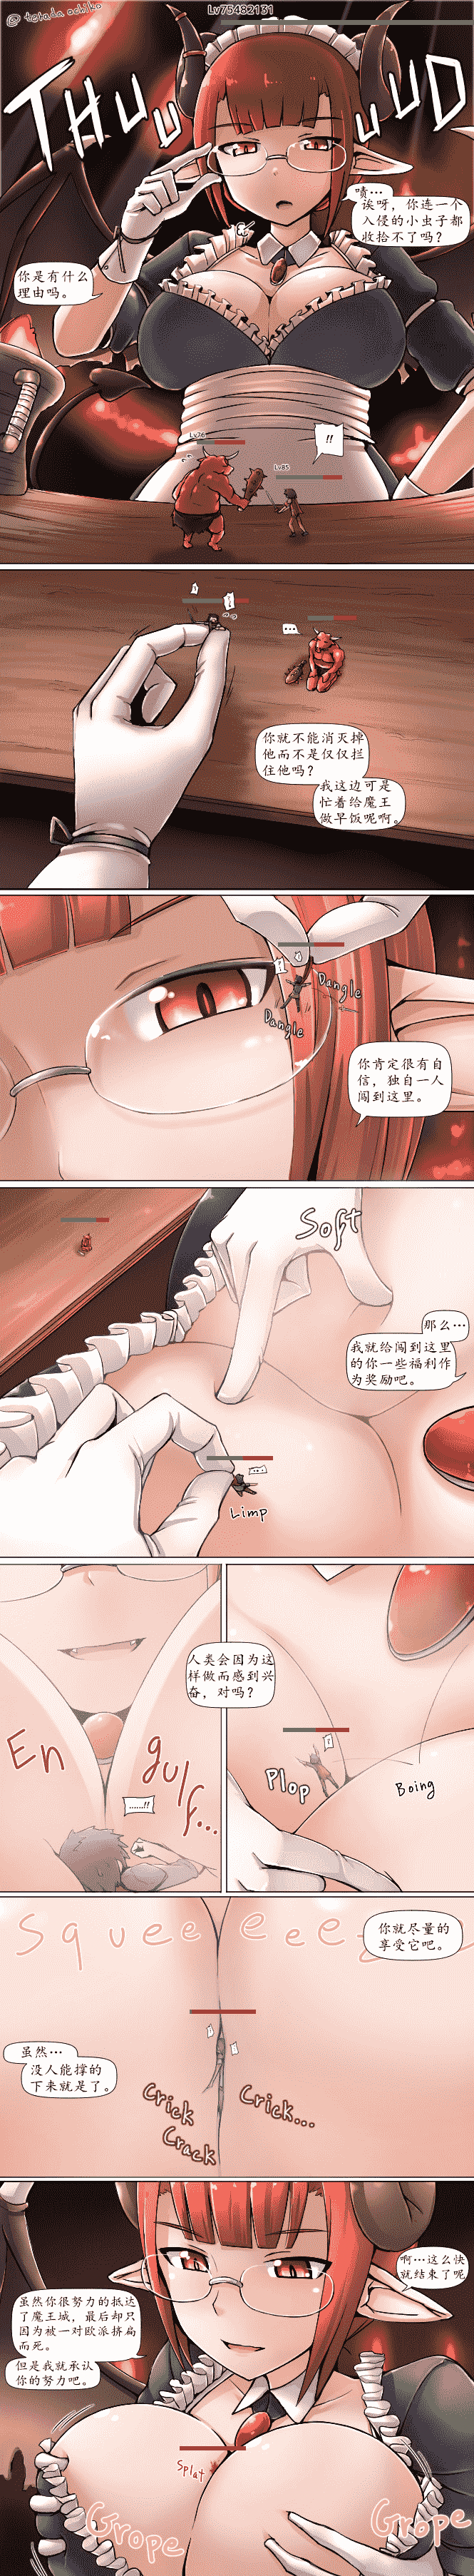 @tetuda ochiko
Lv75482131
THUU
UUUD
啧…
诶呀，你连一个
入侵的小虫子都
收拾不了吗？
你是有什么
理由吗。
Lv76
!!
Lv85
你就不能消灭掉
他而不是仅仅拦
住他吗？
我这边可是
忙着给魔王
做早饭呢啊。
Dangle
Dangle
你肯定很有自
信，独自一人
闯到这里。
Soft
那么…
我就给闯到这里
的你一些福利作
为奖励吧。
…
Limp
人类会因为这
样做而感到兴
奋，对吗？
En
gulf...
……!!
Plop
Boing
Squee eeez
你就尽量的
享受它吧。
虽然…
没人能撑的
下来就是了。
Crick
Crack
Crick...
啊…这么快
就结束了呢
虽然你很努力的抵达
了魔王城，最后却只
因为被一对欧派挤扁
而死。
但是我就承认
你的努力吧。
Splat
Grope
Grope